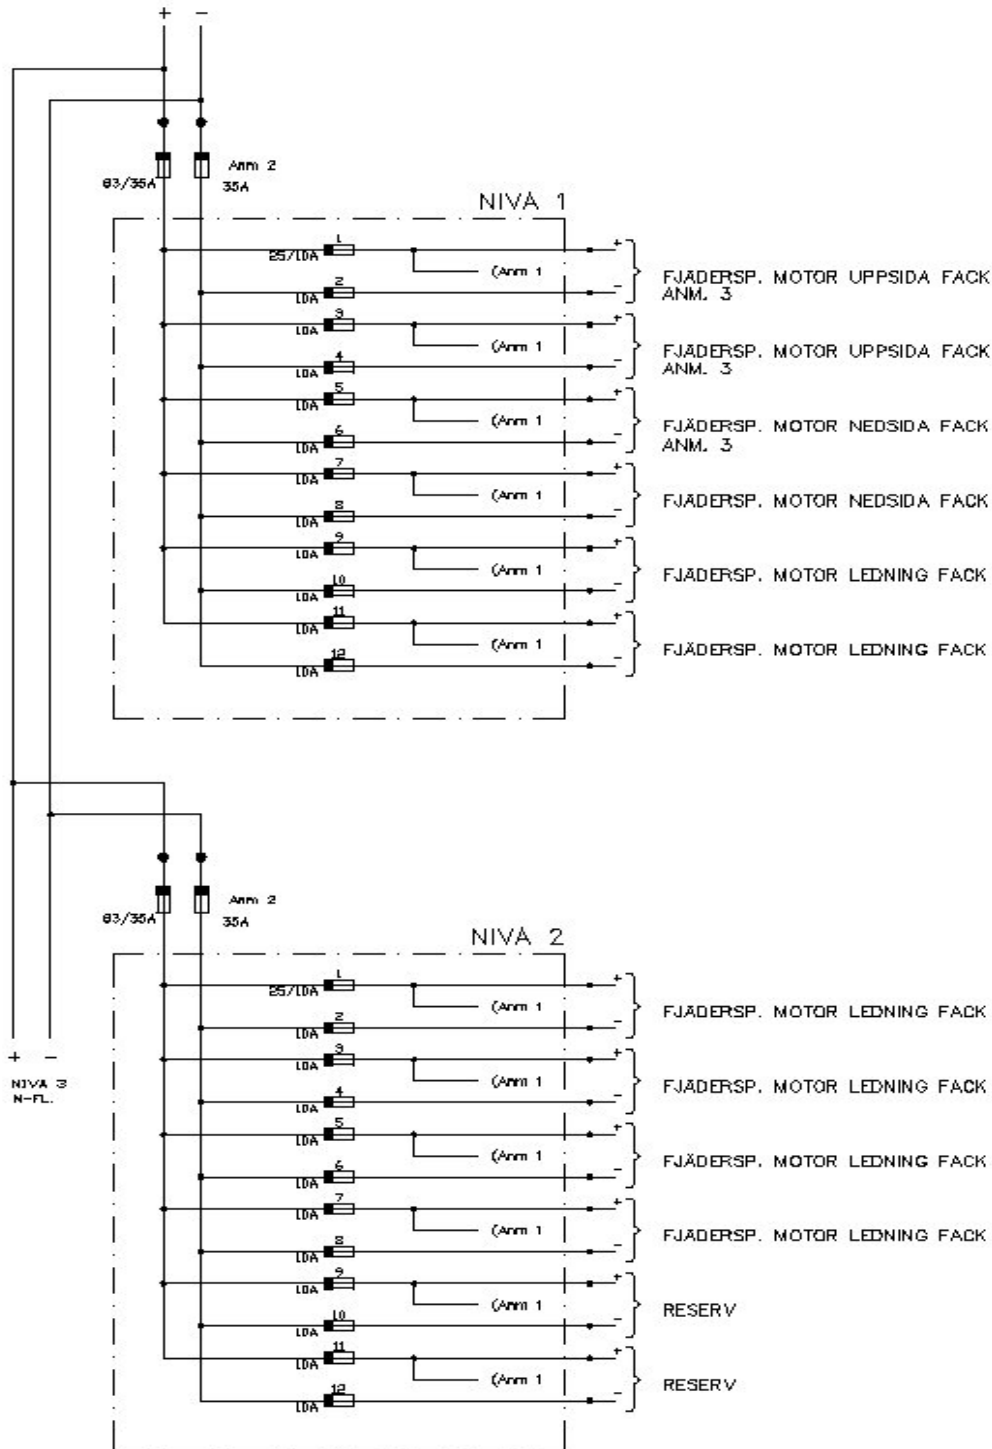 + −
63/35A
Anm 2
35A
NIVÅ 1
25/10A 1 (Anm 1 +
10A 2 −
FJÄDERSP. MOTOR UPPSIDA FACK
ANM. 3
10A 3 (Anm 1 +
10A 4 −
FJÄDERSP. MOTOR UPPSIDA FACK
ANM. 3
10A 5 (Anm 1 +
10A 6 −
FJÄDERSP. MOTOR NEDSIDA FACK
ANM. 3
10A 7 (Anm 1 +
10A 8 −
FJÄDERSP. MOTOR NEDSIDA FACK
10A 9 (Anm 1 +
10A 10 −
FJÄDERSP. MOTOR LEDNING FACK
10A 11 (Anm 1 +
10A 12 −
FJÄDERSP. MOTOR LEDNING FACK
63/35A
Anm 2
35A
NIVÅ 2
25/10A 1 (Anm 1 +
10A 2 −
FJÄDERSP. MOTOR LEDNING FACK
+ −
NIVÅ 3
N-FL.
10A 3 (Anm 1 +
10A 4 −
FJÄDERSP. MOTOR LEDNING FACK
10A 5 (Anm 1 +
10A 6 −
FJÄDERSP. MOTOR LEDNING FACK
10A 7 (Anm 1 +
10A 8 −
FJÄDERSP. MOTOR LEDNING FACK
10A 9 (Anm 1 +
10A 10 −
RESERV
10A 11 (Anm 1 +
10A 12 −
RESERV